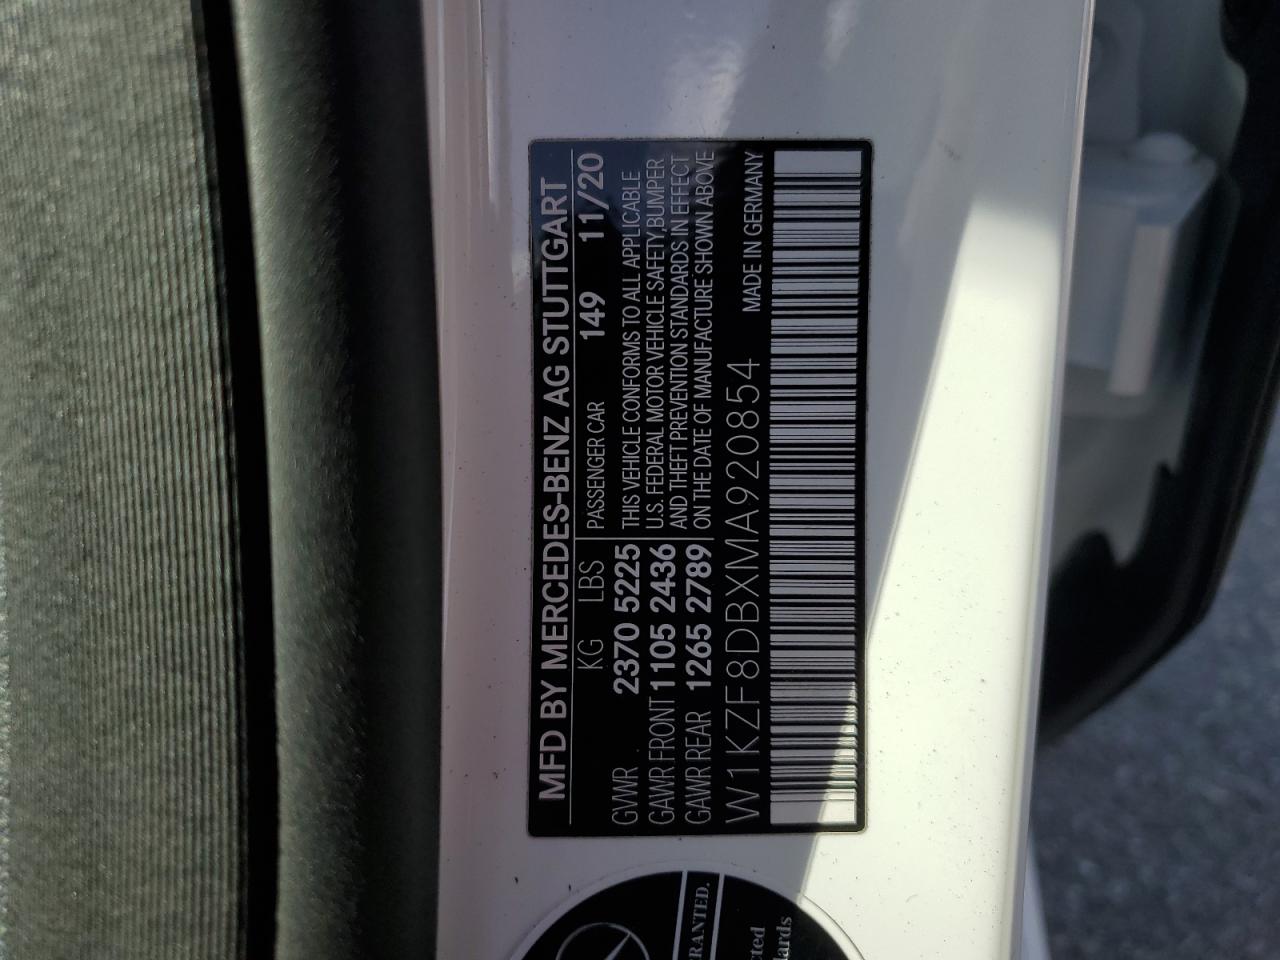 MFD BY MERCEDES-BENZ AG STUTTGART
KG LBS PASSENGER CAR 149 11/20
GVWR 2370 5225 THIS VEHICLE CONFORMS TO ALL APPLICABLE
GAWR FRONT 1105 2436 U.S. FEDERAL MOTOR VEHICLE SAFETY,BUMPER
AND THEFT PREVENTION STANDARDS IN EFFECT
GAWR REAR 1265 2789 ON THE DATE OF MANUFACTURE SHOWN ABOVE
W1KZF8DBXMA920854 MADE IN GERMANY